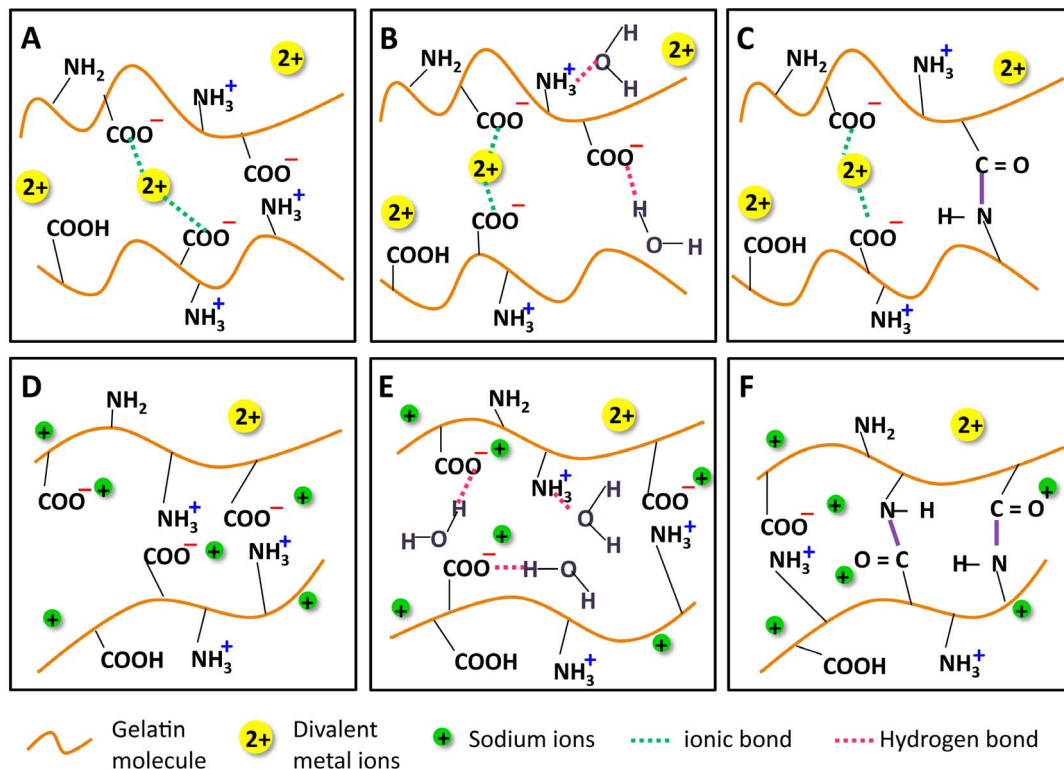 A
2+
NH2
NH3+
COO−
COO−
2+
2+
NH3+
COOH
COO−
NH3+
B
H
2+
O
NH2
NH3+
H
COO−
COO−
2+
2+
H
COO−
O H
COOH
NH3+
C
NH3+
2+
NH2
COO−
C = O
2+
2+
H N
COOH
COO−
NH3+
D
NH2
2+
+
COO−
+
+
NH3+
COO−
COO−
+
NH3+
+
+
COOH
NH3+
E
+
NH2
2+
COO−
+
+
NH3+
H
COO−
H
O
NH3+
H O
+
H
COO−
H O
H
+
+
COOH
NH3+
F
+
NH2
2+
+
COO−
+
N H
C = O
NH3+
O = C
H N
+
+
+
COOH
NH3+
Gelatin
molecule
2+
Divalent
metal ions
+
Sodium ions
ionic bond
Hydrogen bond